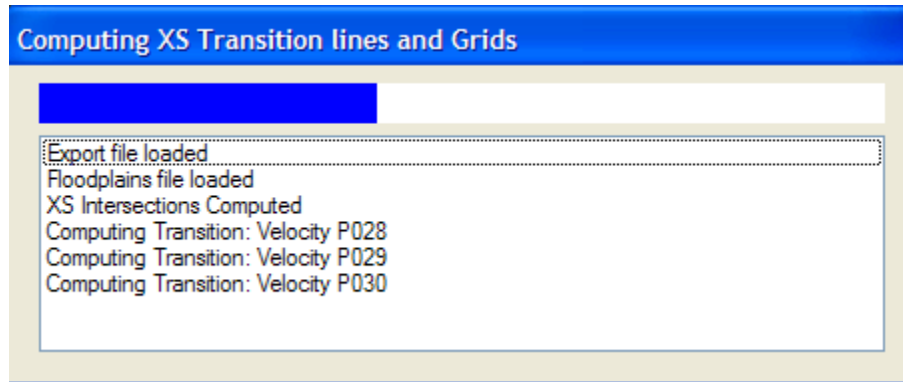 Computing XS Transition lines and Grids
Export file loaded
Floodplains file loaded
XS Intersections Computed
Computing Transition: Velocity P028
Computing Transition: Velocity P029
Computing Transition: Velocity P030